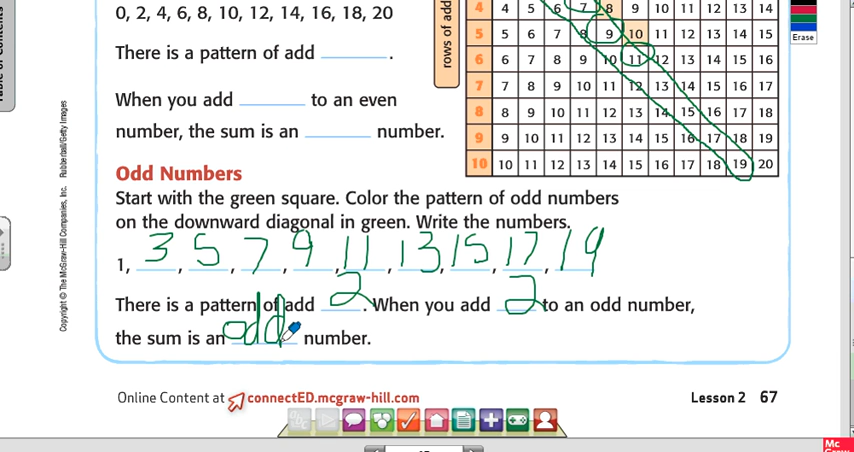 0, 2, 4, 6, 8, 10, 12, 14, 16, 18, 20
There is a pattern of add ______ .
When you add ______ to an even
number, the sum is an ______ number.
rows of add
4 4 5 6 7 8 9 10 11 12 13 14
5 5 6 7 8 9 10 11 12 13 14 15
6 6 7 8 9 10 11 12 13 14 15 16
7 7 8 9 10 11 12 13 14 15 16 17
8 8 9 10 11 12 13 14 15 16 17 18
9 9 10 11 12 13 14 15 16 17 18 19
10 10 11 12 13 14 15 16 17 18 19 20
Erase
Odd Numbers
Start with the green square. Color the pattern of odd numbers
on the downward diagonal in green. Write the numbers.
1, 3, 5, 7, 9, 11, 13, 15, 17, 19
There is a pattern of add 2. When you add 2 to an odd number,
the sum is an odd number.
Copyright © The McGraw-Hill Companies, Inc. Rubberball/Getty Images
Table of Contents
Online Content at connectED.mcgraw-hill.com
Lesson 2 67
Mc